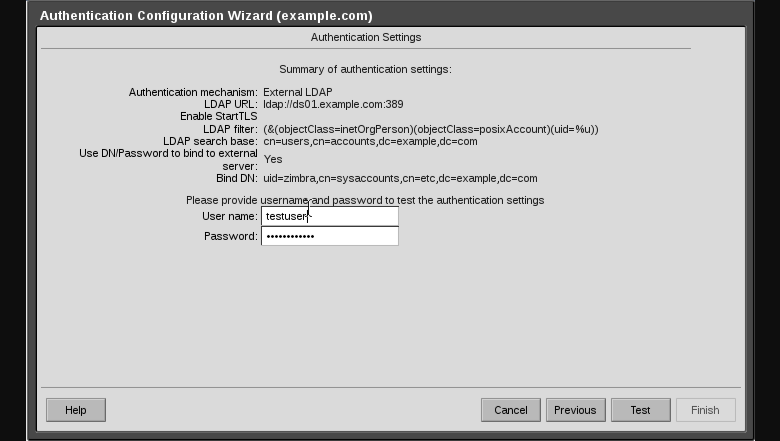 Authentication Configuration Wizard (example.com)
Authentication Settings
Summary of authentication settings:
Authentication mechanism: External LDAP
LDAP URL: ldap://ds01.example.com:389
Enable StartTLS
LDAP filter: (&(objectClass=inetOrgPerson)(objectClass=posixAccount)(uid=%u))
LDAP search base: cn=users,cn=accounts,dc=example,dc=com
Use DN/Password to bind to external
server: Yes
Bind DN: uid=zimbra,cn=sysaccounts,cn=etc,dc=example,dc=com
Please provide username and password to test the authentication settings
User name: testuser
Password: ••••••••••••
Help Cancel Previous Test Finish